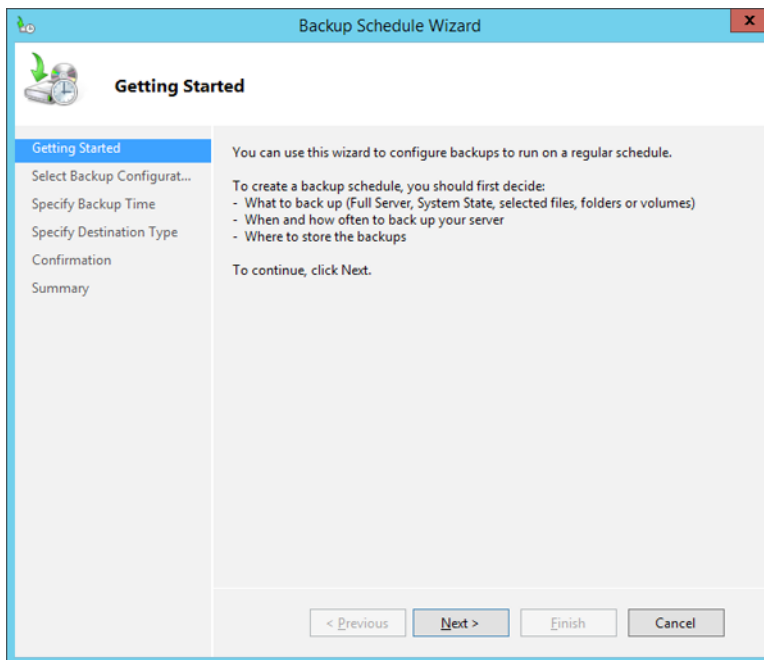 Backup Schedule Wizard
x
Getting Started
Getting Started
Select Backup Configurat...
Specify Backup Time
Specify Destination Type
Confirmation
Summary
You can use this wizard to configure backups to run on a regular schedule.
To create a backup schedule, you should first decide:
- What to back up (Full Server, System State, selected files, folders or volumes)
- When and how often to back up your server
- Where to store the backups
To continue, click Next.
< Previous
Next >
Finish
Cancel